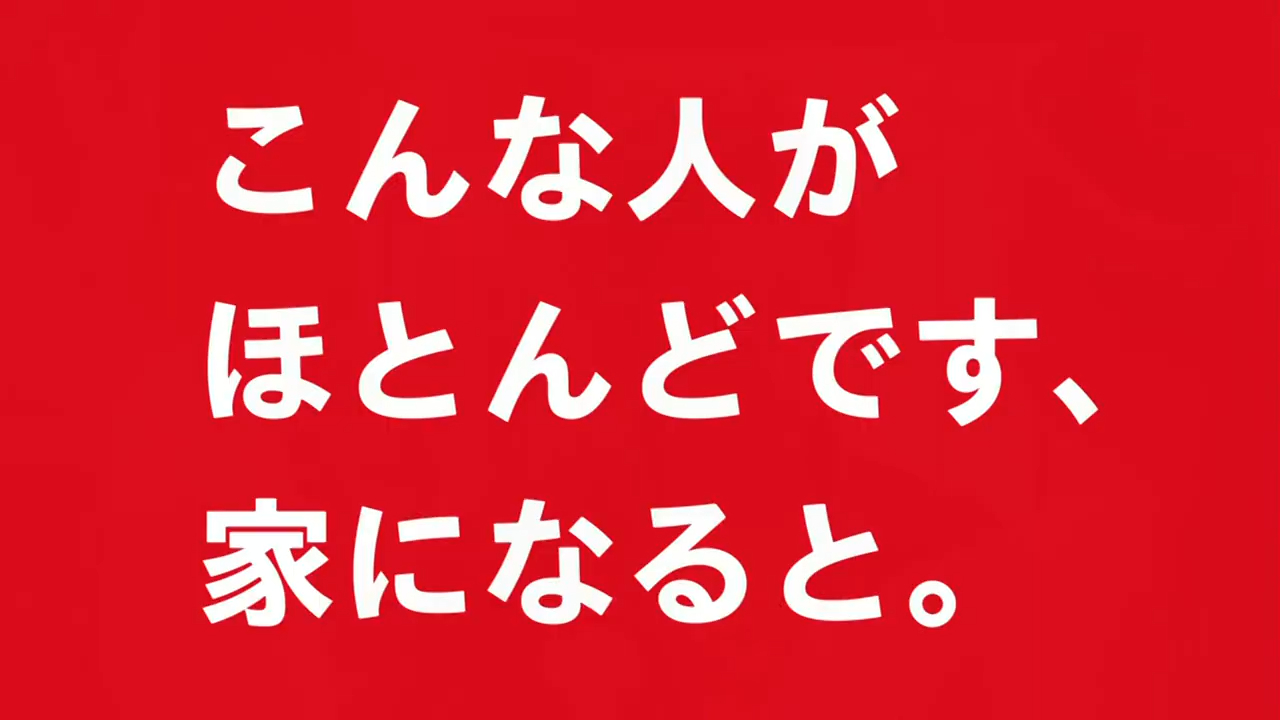 こんな人が
ほとんどです、
家になると。